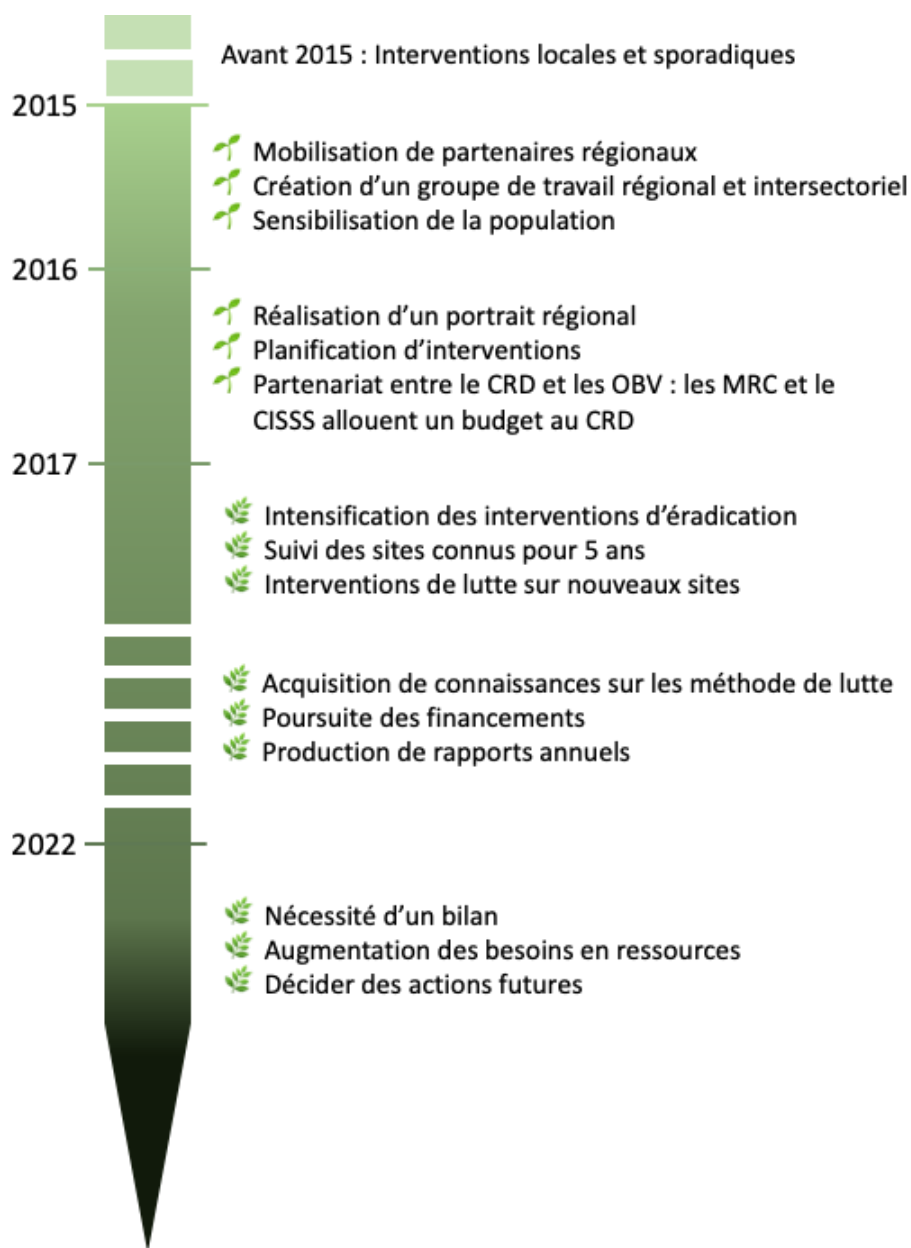 Avant 2015 : Interventions locales et sporadiques
2015
Mobilisation de partenaires régionaux
Création d’un groupe de travail régional et intersectoriel
Sensibilisation de la population
2016
Réalisation d’un portrait régional
Planification d’interventions
Partenariat entre le CRD et les OBV : les MRC et le
CISSS allouent un budget au CRD
2017
Intensification des interventions d’éradication
Suivi des sites connus pour 5 ans
Interventions de lutte sur nouveaux sites
Acquisition de connaissances sur les méthode de lutte
Poursuite des financements
Production de rapports annuels
2022
Nécessité d’un bilan
Augmentation des besoins en ressources
Décider des actions futures